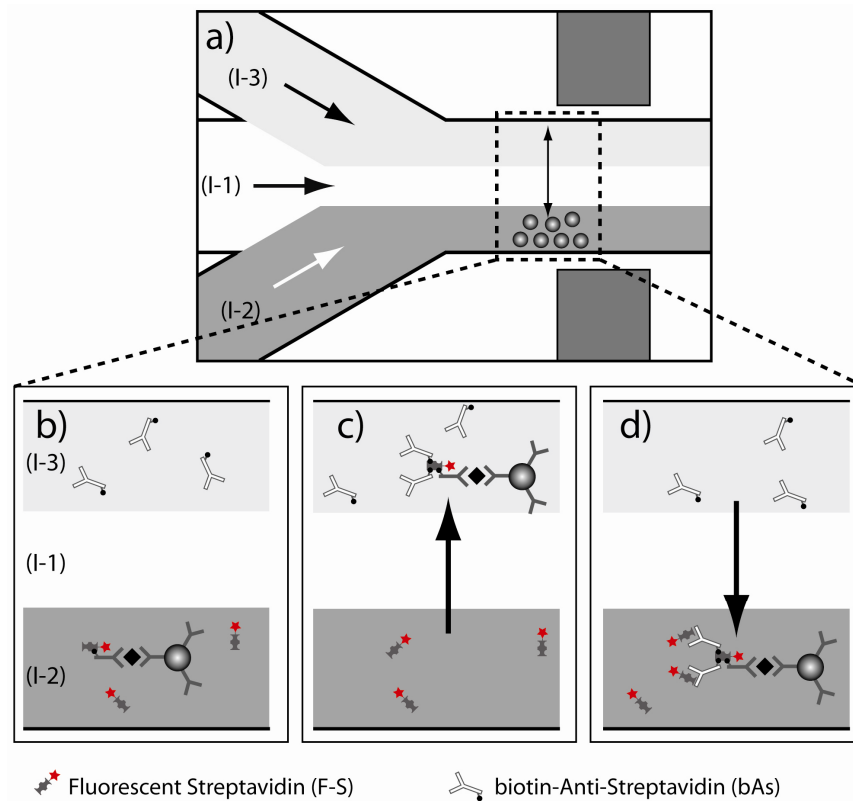 a)
(I-3)
(I-1)
(I-2)
b)
(I-3)
(I-1)
(I-2)
c)
d)
Fluorescent Streptavidin (F-S)
biotin-Anti-Streptavidin (bAs)